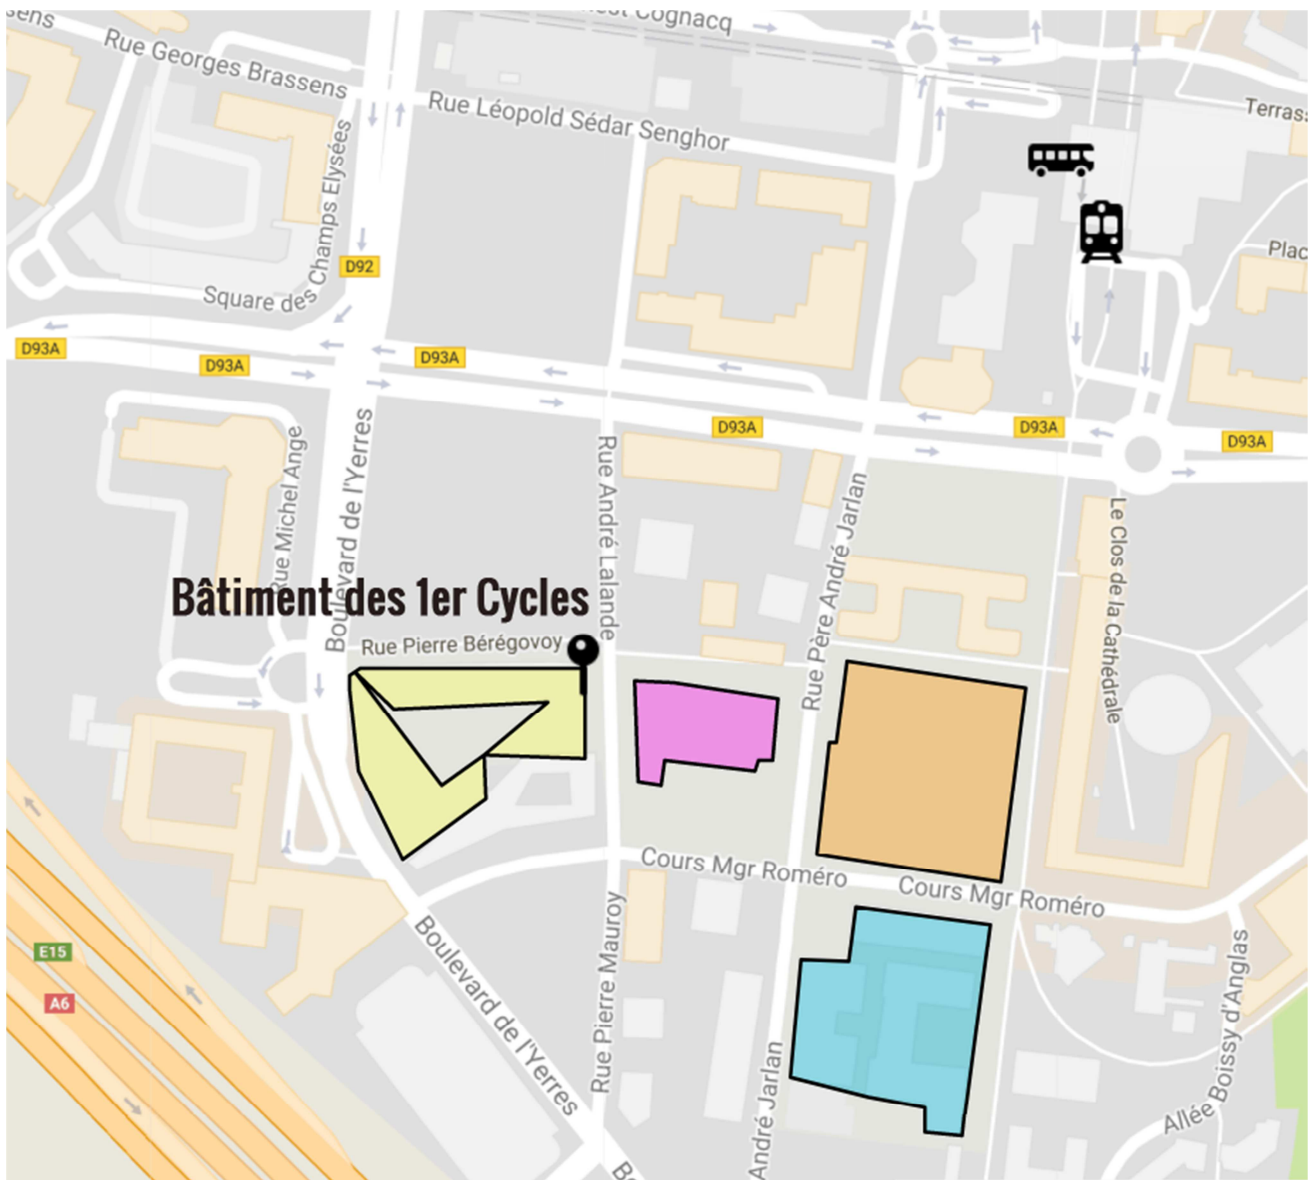 Rue Georges Brassens
Cognacq
Rue Léopold Sédar Senghor
Terrass
Square des Champs Elysées
Plac
D92
D93A
D93A
D93A
D93A
D93A
D93A
Rue Michel Ange
Boulevard de l'Yerres
Rue André Lalande
Rue Père André Jarlan
Le Clos de la Cathédrale
Bâtiment des 1er Cycles
Rue Pierre Bérégovoy
Cours Mgr Roméro
Cours Mgr Roméro
E15
A6
Boulevard de l'Yerres
Rue Pierre Mauroy
André Jarlan
Allée Boissy d'Anglas